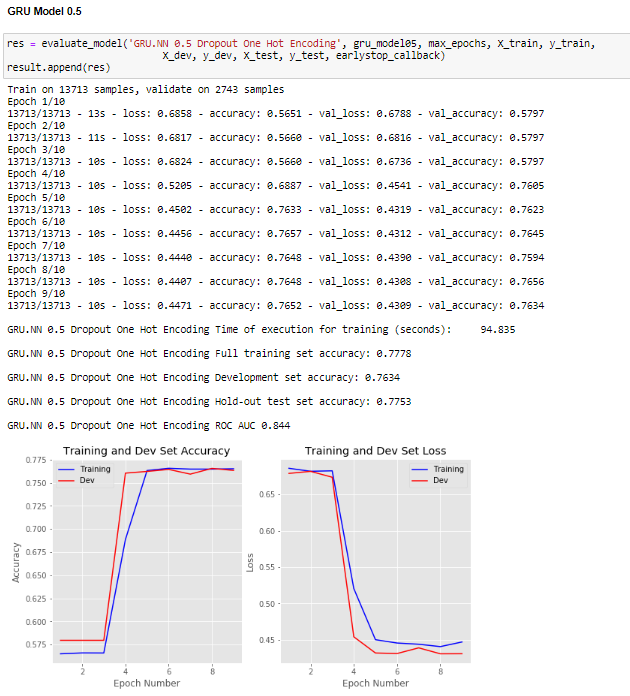 GRU Model 0.5
res = evaluate_model('GRU.NN 0.5 Dropout One Hot Encoding', gru_model05, max_epochs, X_train, y_train,
X_dev, y_dev, X_test, y_test, earlystop_callback)
result.append(res)
Train on 13713 samples, validate on 2743 samples
Epoch 1/10
13713/13713 - 13s - loss: 0.6858 - accuracy: 0.5651 - val_loss: 0.6788 - val_accuracy: 0.5797
Epoch 2/10
13713/13713 - 11s - loss: 0.6817 - accuracy: 0.5660 - val_loss: 0.6816 - val_accuracy: 0.5797
Epoch 3/10
13713/13713 - 10s - loss: 0.6824 - accuracy: 0.5660 - val_loss: 0.6736 - val_accuracy: 0.5797
Epoch 4/10
13713/13713 - 10s - loss: 0.5205 - accuracy: 0.6887 - val_loss: 0.4541 - val_accuracy: 0.7605
Epoch 5/10
13713/13713 - 10s - loss: 0.4502 - accuracy: 0.7633 - val_loss: 0.4319 - val_accuracy: 0.7623
Epoch 6/10
13713/13713 - 10s - loss: 0.4456 - accuracy: 0.7657 - val_loss: 0.4312 - val_accuracy: 0.7645
Epoch 7/10
13713/13713 - 10s - loss: 0.4440 - accuracy: 0.7648 - val_loss: 0.4390 - val_accuracy: 0.7594
Epoch 8/10
13713/13713 - 10s - loss: 0.4407 - accuracy: 0.7648 - val_loss: 0.4308 - val_accuracy: 0.7656
Epoch 9/10
13713/13713 - 10s - loss: 0.4471 - accuracy: 0.7652 - val_loss: 0.4309 - val_accuracy: 0.7634
GRU.NN 0.5 Dropout One Hot Encoding Time of execution for training (seconds): 94.835
GRU.NN 0.5 Dropout One Hot Encoding Full training set accuracy: 0.7778
GRU.NN 0.5 Dropout One Hot Encoding Development set accuracy: 0.7634
GRU.NN 0.5 Dropout One Hot Encoding Hold-out test set accuracy: 0.7753
GRU.NN 0.5 Dropout One Hot Encoding ROC AUC 0.844
Training and Dev Set Accuracy
Training
Dev
0.775
0.750
0.725
0.700
0.675
0.650
0.625
0.600
0.575
Accuracy
2 4 6 8
Epoch Number
Training and Dev Set Loss
Training
Dev
0.65
0.60
0.55
0.50
0.45
Loss
2 4 6 8
Epoch Number